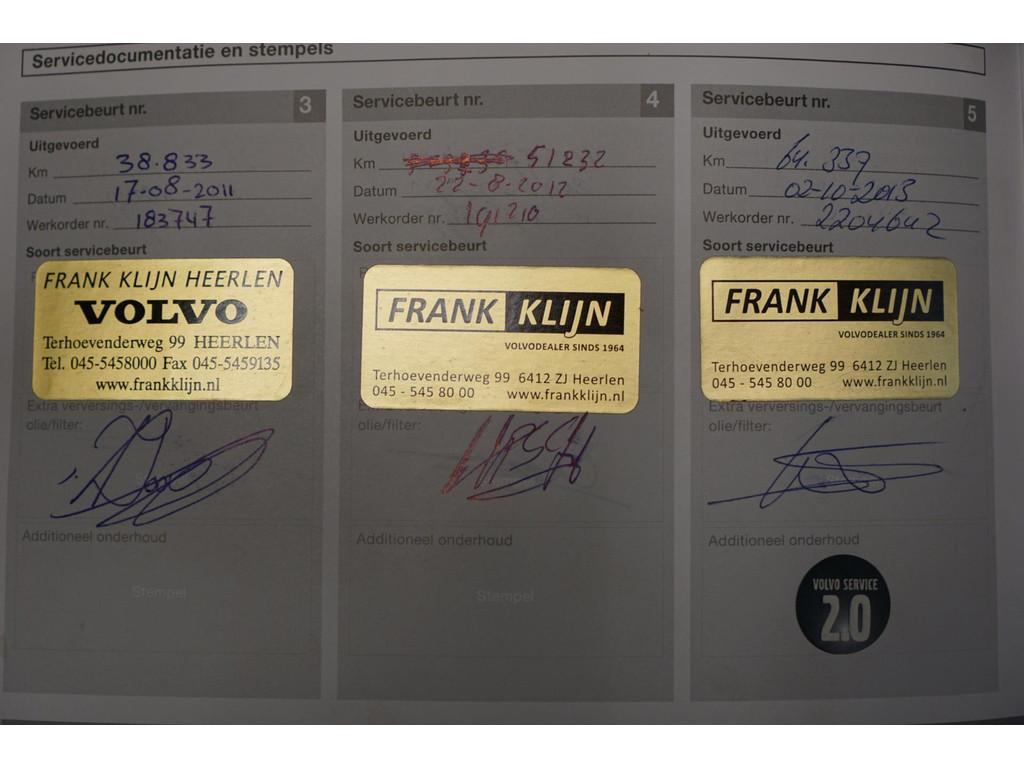 Servicedocumentatie en stempels
Servicebeurt nr. 3
Uitgevoerd
Km 38.833
Datum 17-08-2011
Werkorder nr. 183747
Soort servicebeurt
FRANK KLIJN HEERLEN
VOLVO
Terhoevenderweg 99 HEERLEN
Tel. 045-5458000 Fax 045-5459135
www.frankklijn.nl
Extra verversings-/vervangingsbeurt
olie/filter:
Additioneel onderhoud
Stempel
Servicebeurt nr. 4
Uitgevoerd
Km 51232
Datum 22-8-2012
Werkorder nr. 191210
Soort servicebeurt
FRANK KLIJN
VOLVODEALER SINDS 1964
Terhoevenderweg 99 6412 ZJ Heerlen
045 - 545 80 00 www.frankklijn.nl
olie/filter:
Additioneel onderhoud
Stempel
Servicebeurt nr. 5
Uitgevoerd
Km 64.337
Datum 02-10-2013
Werkorder nr. 2204642
Soort servicebeurt
FRANK KLIJN
VOLVODEALER SINDS 1964
Terhoevenderweg 99 6412 ZJ Heerlen
045 - 545 80 00 www.frankklijn.nl
Extra verversings-/vervangingsbeurt
olie/filter:
Additioneel onderhoud
VOLVO SERVICE
2.0